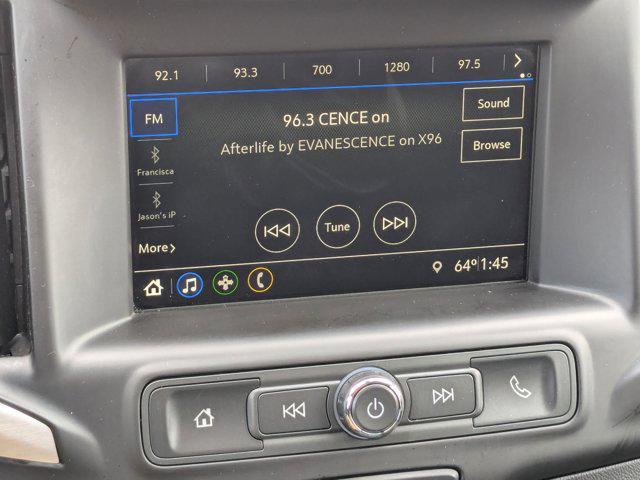 92.1 93.3 700 1280 97.5
FM
96.3 CENCE on
Sound
Afterlife by EVANESCENCE on X96
Browse
Francisca
Jason's iP
Tune
More
64° 1:45